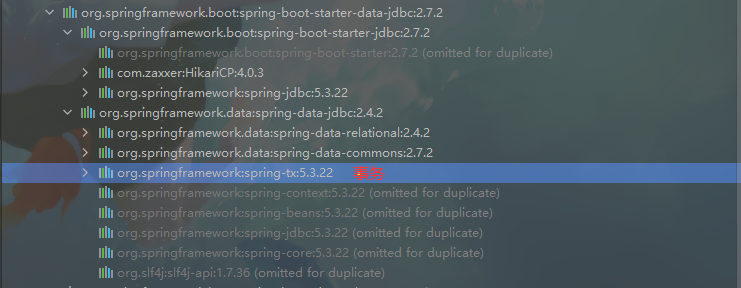 org.springframework.boot:spring-boot-starter-data-jdbc:2.7.2
org.springframework.boot:spring-boot-starter-jdbc:2.7.2
org.springframework.boot:spring-boot-starter:2.7.2 (omitted for duplicate)
com.zaxxer:HikariCP:4.0.3
org.springframework:spring-jdbc:5.3.22
org.springframework.data:spring-data-jdbc:2.4.2
org.springframework.data:spring-data-relational:2.4.2
org.springframework.data:spring-data-commons:2.7.2
org.springframework:spring-tx:5.3.22
org.springframework:spring-context:5.3.22 (omitted for duplicate)
org.springframework:spring-beans:5.3.22 (omitted for duplicate)
org.springframework:spring-jdbc:5.3.22 (omitted for duplicate)
org.springframework:spring-core:5.3.22 (omitted for duplicate)
org.slf4j:slf4j-api:1.7.36 (omitted for duplicate)